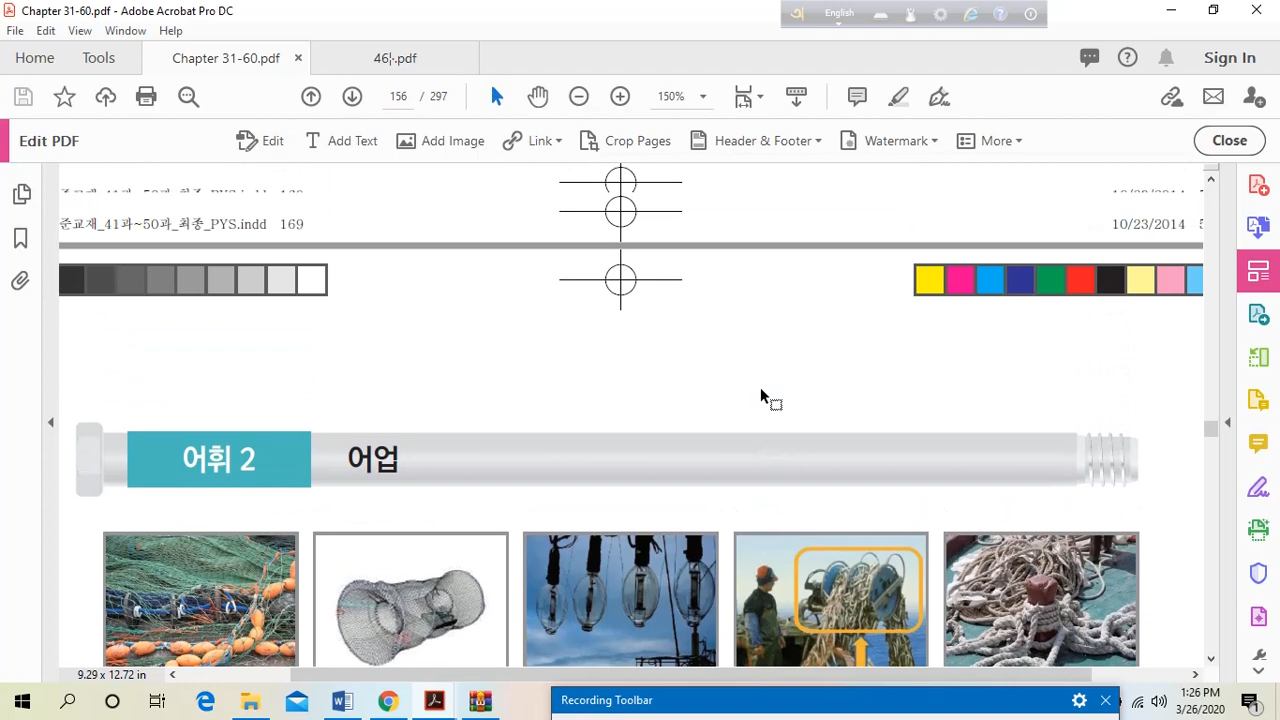 Chapter 31-60.pdf - Adobe Acrobat Pro DC
English
File Edit View Window Help
Home Tools Chapter 31-60.pdf × 46 .pdf Sign In
156 / 297 150%
Edit PDF Edit Add Text Add Image Link Crop Pages Header & Footer Watermark More Close
준교재_41과~50과_최종_PYS.indd 169 10/23/2014 5
어휘 2 어업
9.29 x 12.72 in
Recording Toolbar
1:26 PM
3/26/2020